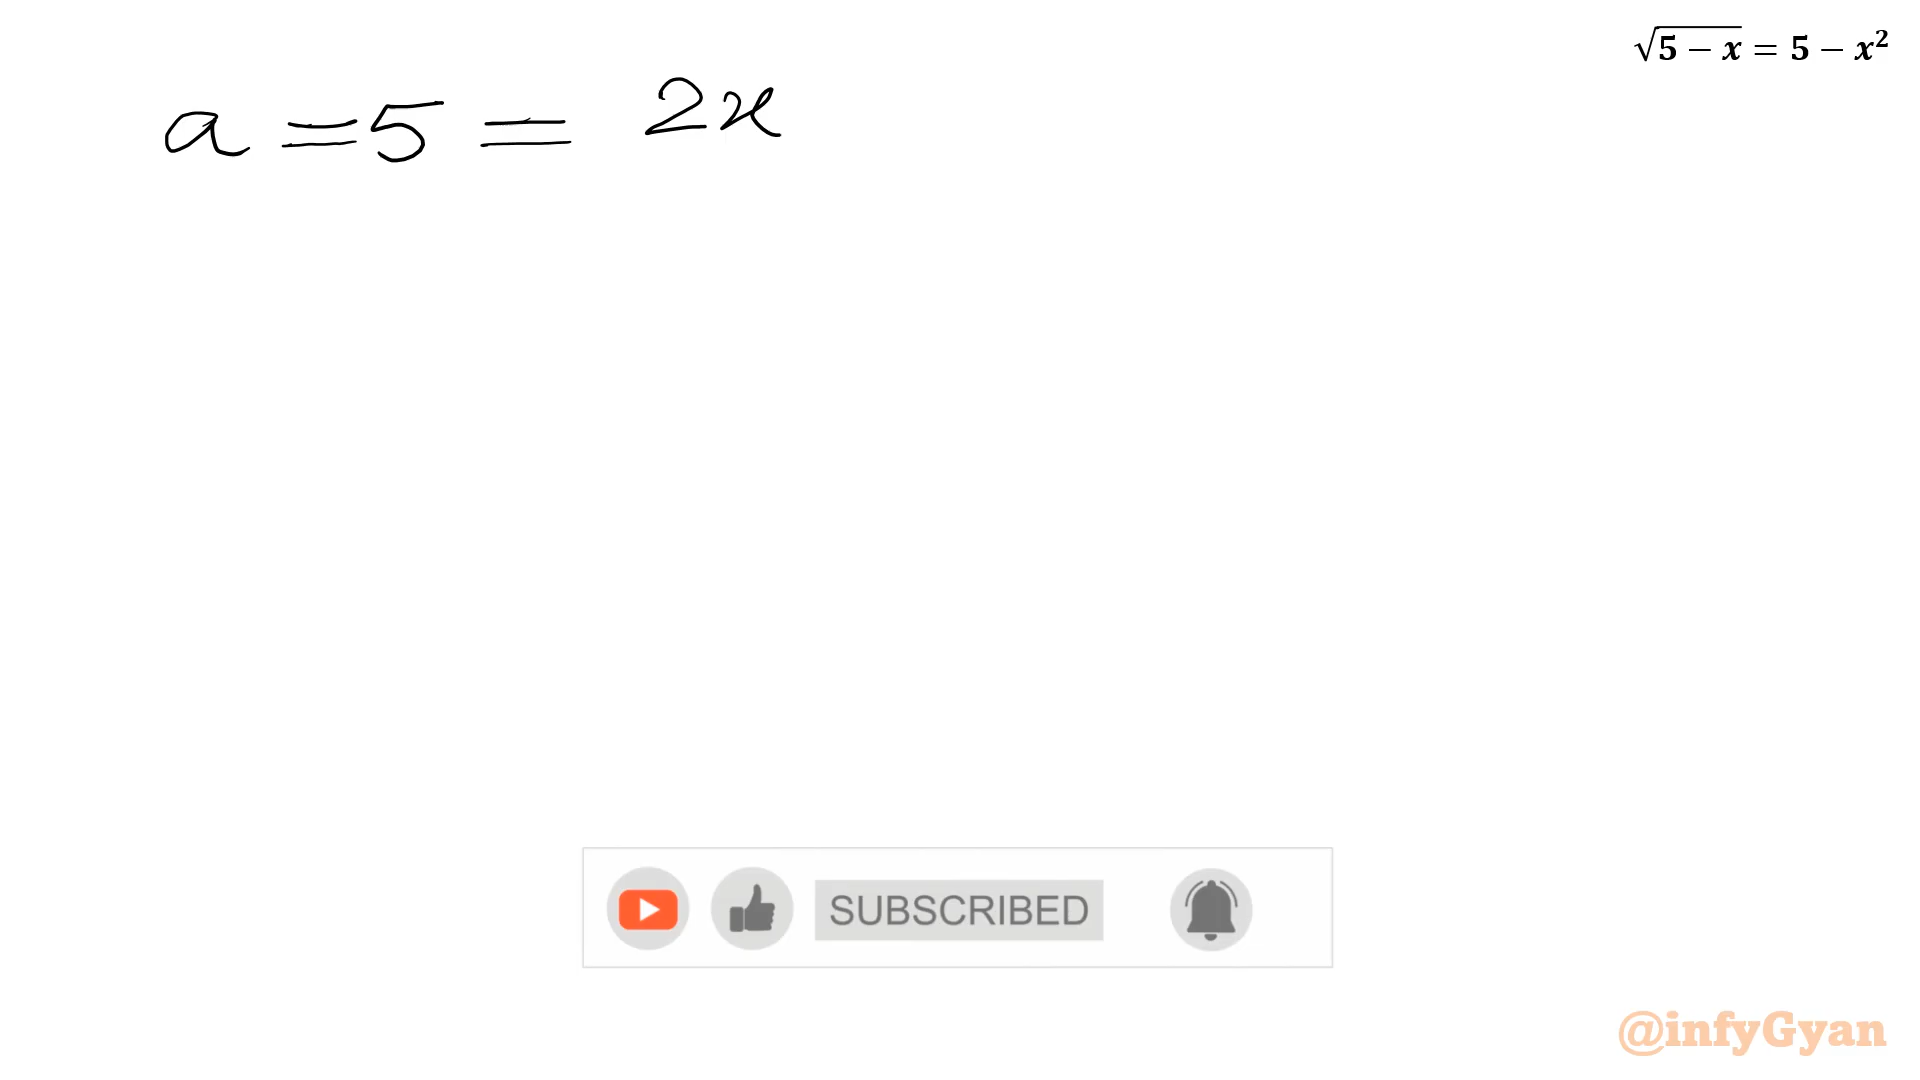 √5 − x = 5 − x²
a = 5 = 2x
SUBSCRIBED
@infyGyan